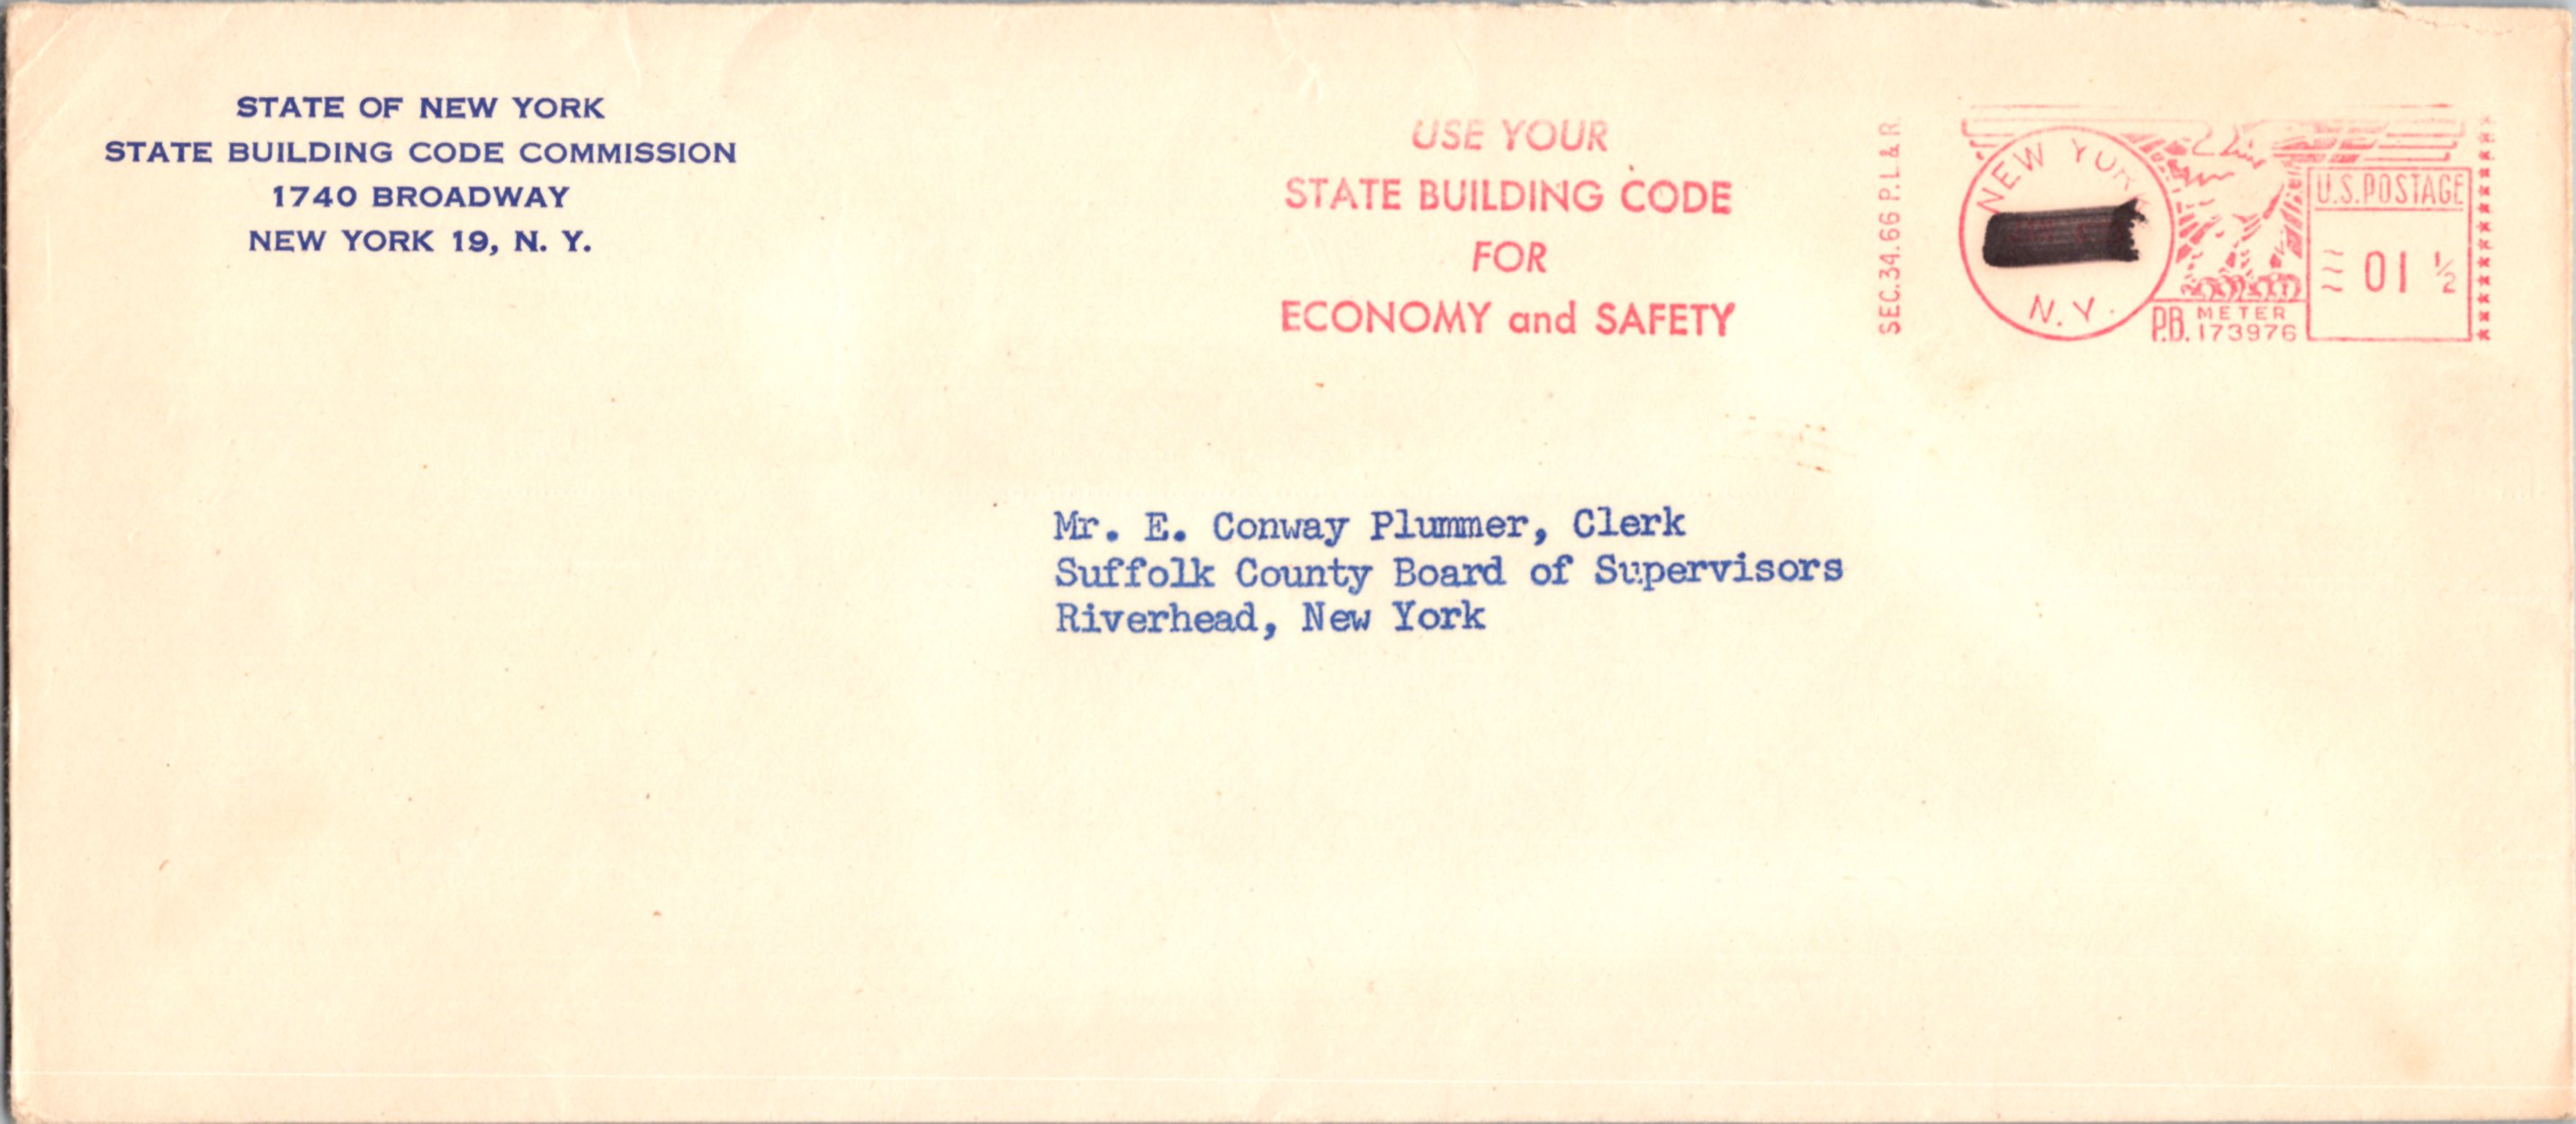 STATE OF NEW YORK
STATE BUILDING CODE COMMISSION
1740 BROADWAY
NEW YORK 19, N. Y.
USE YOUR
STATE BUILDING CODE
FOR
ECONOMY and SAFETY
SEC. 34.66 P. L. & R.
NEW YORK
N. Y.
P.B. METER
173976
U.S. POSTAGE
01 ½
Mr. E. Conway Plummer, Clerk
Suffolk County Board of Supervisors
Riverhead, New York